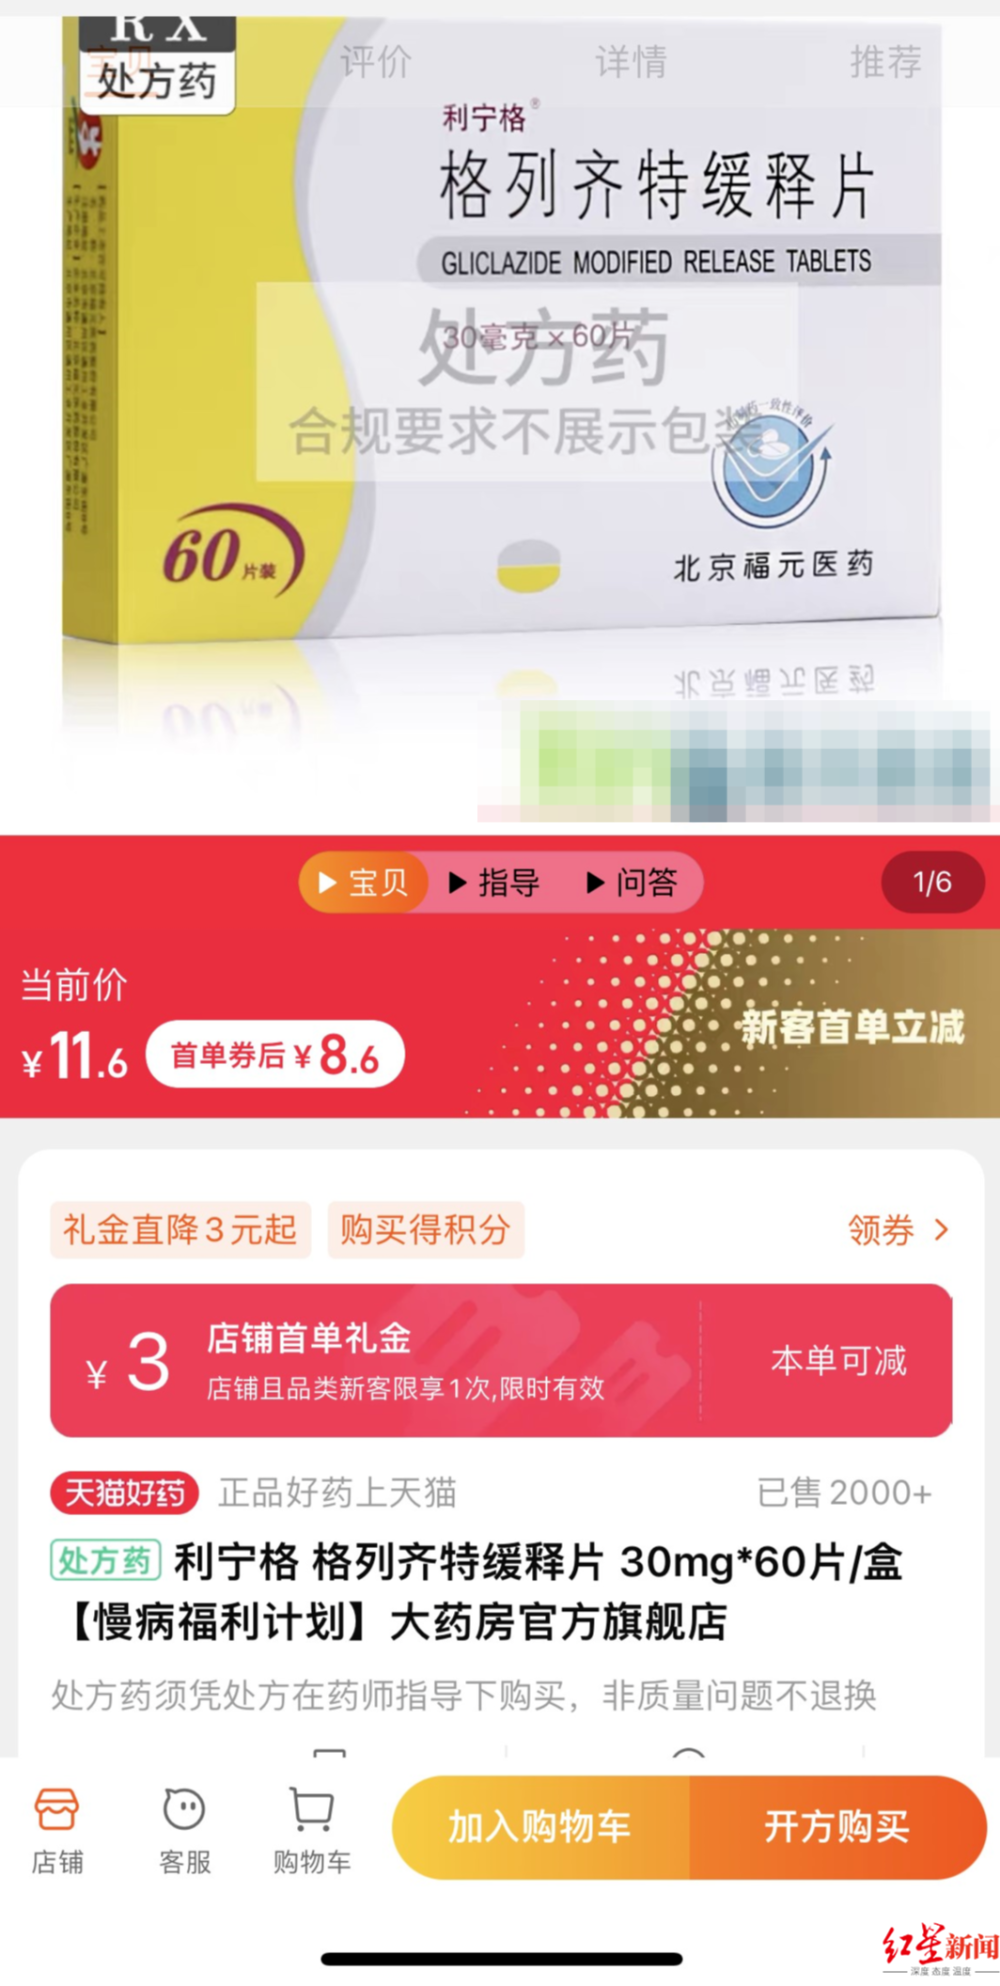 RX
处方药
宝贝
评价
详情
推荐
利宁格®
格列齐特缓释片
GLICLAZIDE MODIFIED RELEASE TABLETS
30毫克×60片
处方药
合规要求不展示包装
60片装
北京福元医药
宝贝
指导
问答
1/6
当前价
¥11.6
首单券后¥8.6
新客首单立减
礼金直降3元起
购买得积分
领券 >
¥3
店铺首单礼金
店铺且品类新客限享1次,限时有效
本单可减
天猫好药
正品好药上天猫
已售2000+
处方药 利宁格 格列齐特缓释片 30mg*60片/盒
【慢病福利计划】大药房官方旗舰店
处方药须凭处方在药师指导下购买，非质量问题不退换
店铺
客服
购物车
加入购物车
开方购买
红星新闻
深度 态度 温度